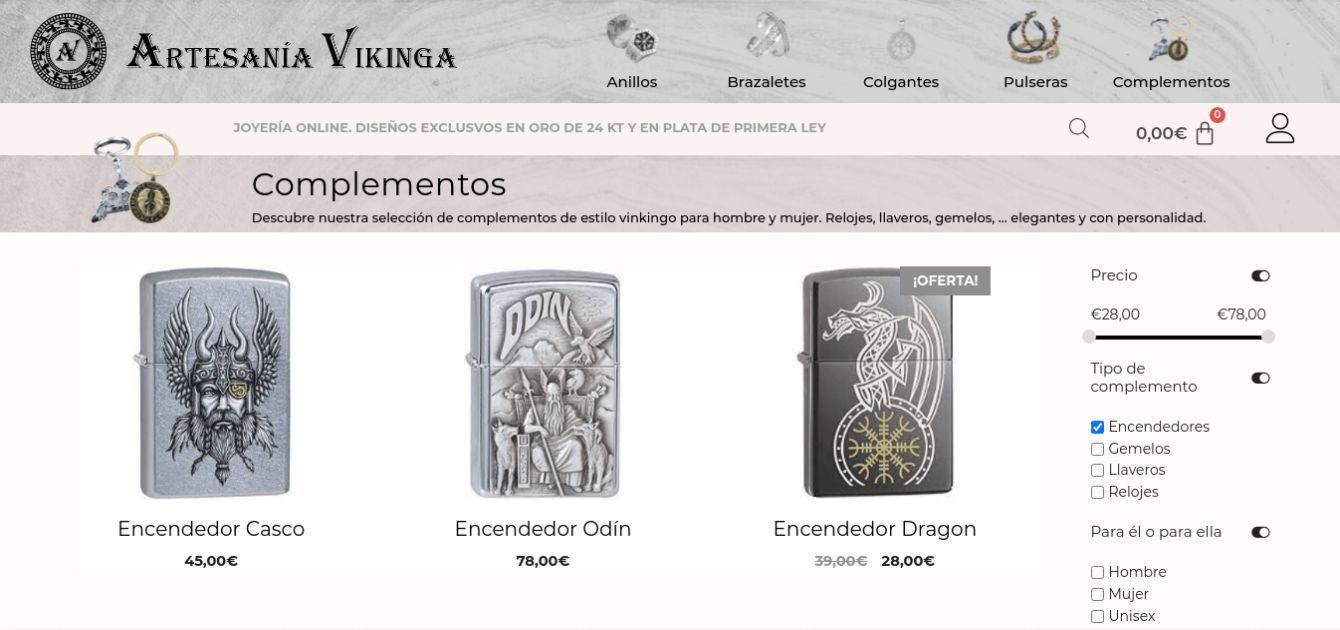 AV
ARTESANÍA VIKINGA
Anillos
Brazaletes
Colgantes
Pulseras
Complementos
JOYERÍA ONLINE. DISEÑOS EXCLUSVOS EN ORO DE 24 KT Y EN PLATA DE PRIMERA LEY
0,00€
0
Complementos
Descubre nuestra selección de complementos de estilo vinkingo para hombre y mujer. Relojes, llaveros, gemelos, ... elegantes y con personalidad.
ODIN
¡OFERTA!
Encendedor Casco
45,00€
Encendedor Odín
78,00€
Encendedor Dragon
39,00€ 28,00€
Precio
€28,00 €78,00
Tipo de
complemento
Encendedores
Gemelos
Llaveros
Relojes
Para él o para ella
Hombre
Mujer
Unisex